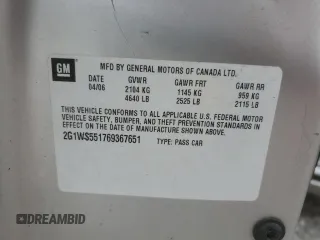 GM
MFD BY GENERAL MOTORS OF CANADA LTD.
DATE GVWR GAWR FRT GAWR RR
04/06 2104 KG 1145 KG 959 KG
4640 LB 2525 LB 2115 LB
THIS VEHICLE CONFORMS TO ALL APPLICABLE U.S. FEDERAL MOTOR
VEHICLE SAFETY, BUMPER, AND THEFT PREVENTION STANDARDS
IN EFFECT ON THE DATE OF MANUFACTURE SHOWN ABOVE.
2G1WS551769367651 TYPE: PASS CAR
DREAMBID